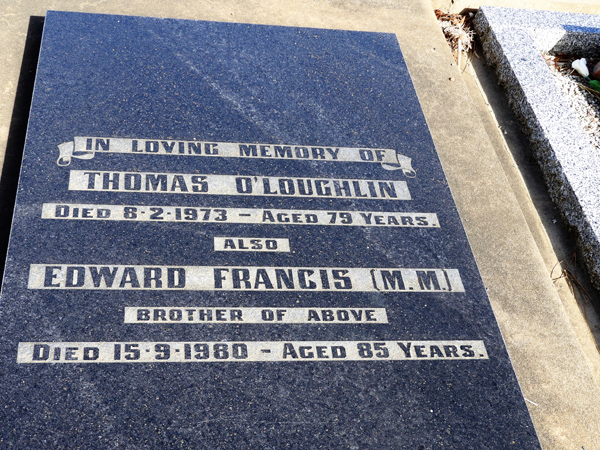 IN LOVING MEMORY OF
THOMAS O'LOUGHLIN
DIED 6-2-1973 - AGED 79 YEARS.
ALSO
EDWARD FRANCIS (M.M.)
BROTHER OF ABOVE
DIED 15-9-1980 - AGED 85 YEARS.